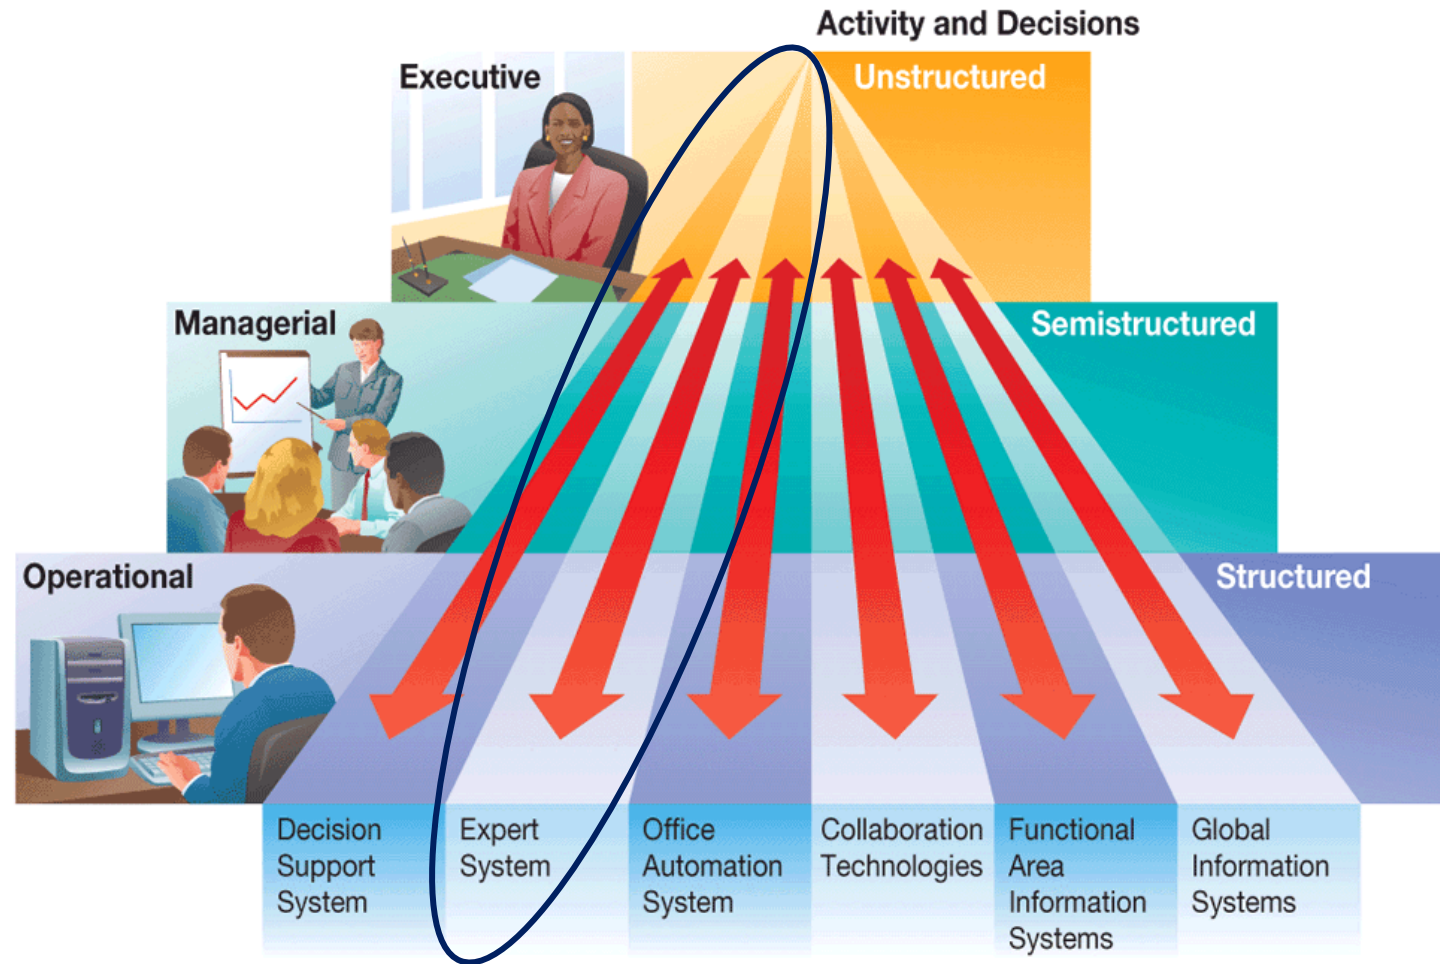 Activity and Decisions
Executive
Unstructured
Managerial
Semistructured
Operational
Structured
Decision
Support
System
Expert
System
Office
Automation
System
Collaboration
Technologies
Functional
Area
Information
Systems
Global
Information
Systems